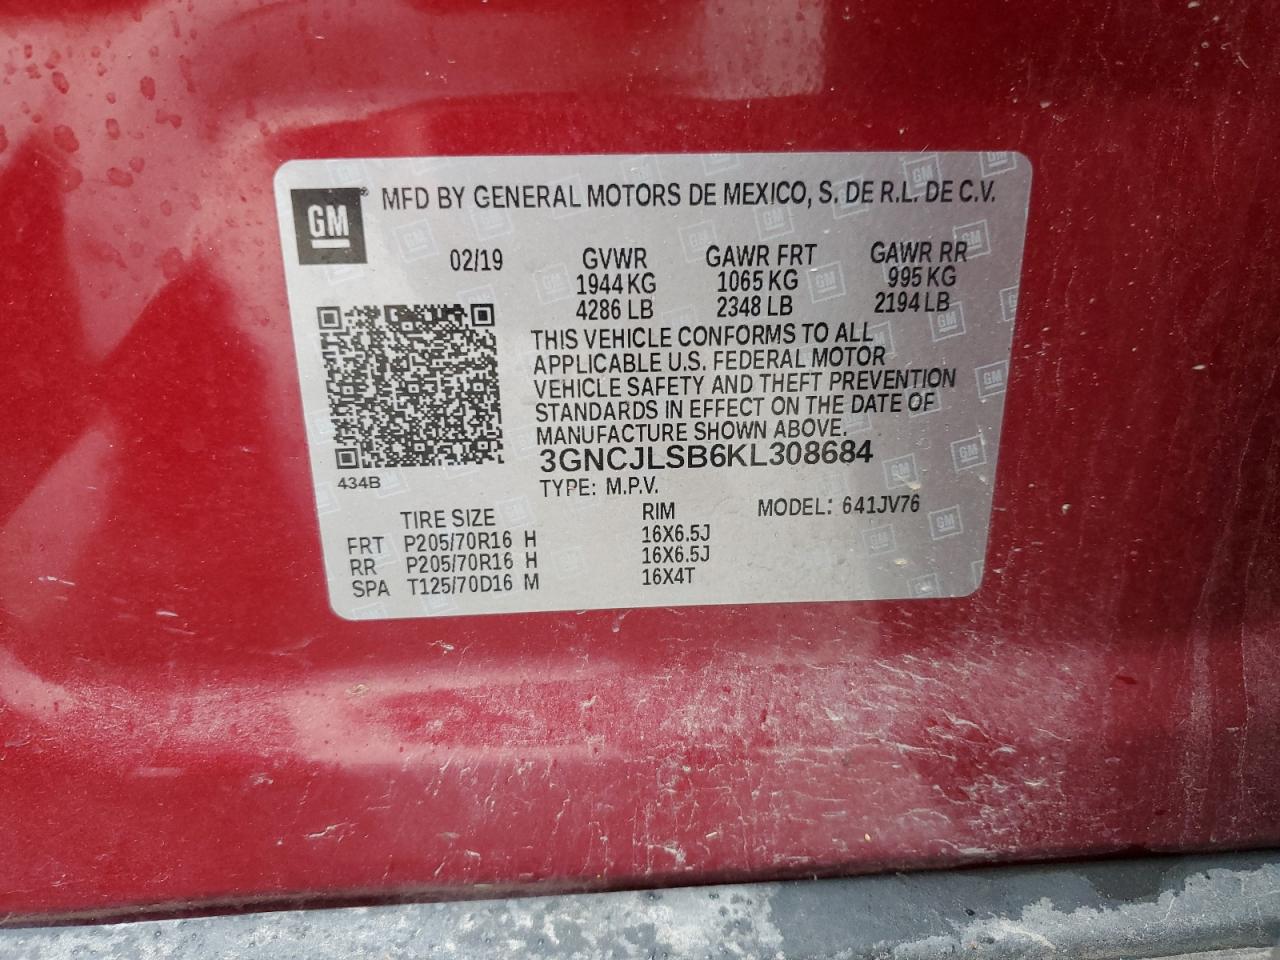 GM
MFD BY GENERAL MOTORS DE MEXICO, S. DE R.L. DE C.V.
02/19 GVWR GAWR FRT GAWR RR
1944 KG 1065 KG 995 KG
4286 LB 2348 LB 2194 LB
THIS VEHICLE CONFORMS TO ALL
APPLICABLE U.S. FEDERAL MOTOR
VEHICLE SAFETY AND THEFT PREVENTION
STANDARDS IN EFFECT ON THE DATE OF
MANUFACTURE SHOWN ABOVE.
3GNCJLSB6KL308684
434B
TYPE: M.P.V.
TIRE SIZE RIM MODEL: 641JV76
FRT P205/70R16 H 16X6.5J
RR P205/70R16 H 16X6.5J
SPA T125/70D16 M 16X4T